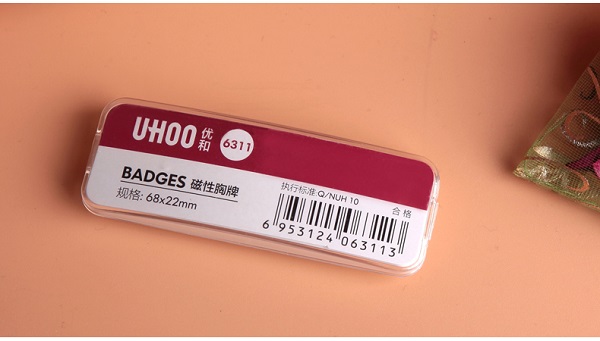 UHOO 优和 6311
BADGES 磁性胸牌
规格: 68x22mm
执行标准:Q/NUH 10
合格
6 953124 063113